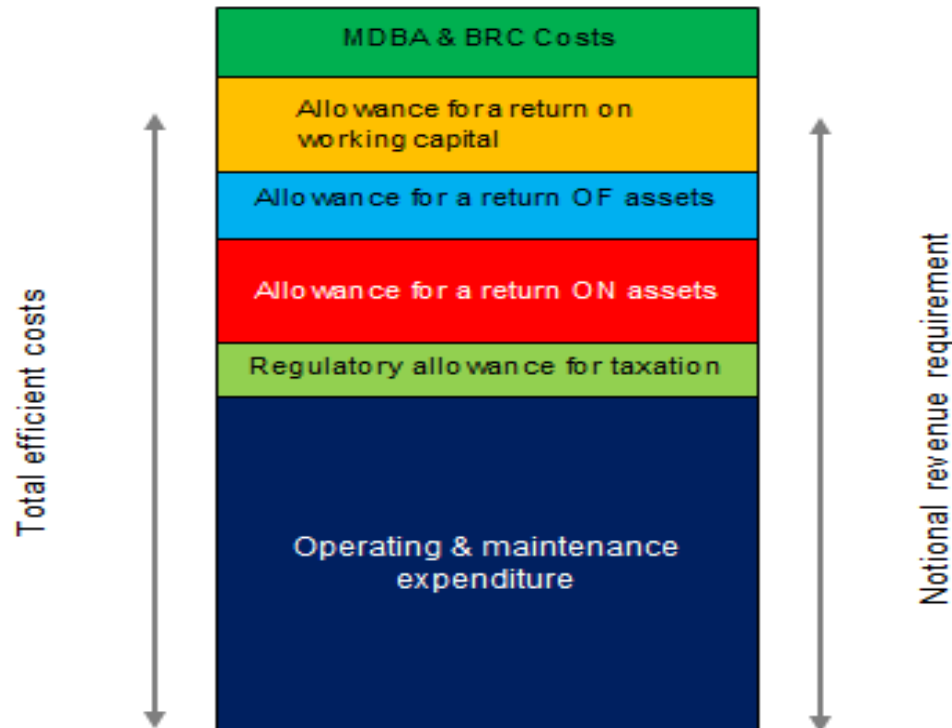 MDBA & BRC Costs
Allowance for a return on
working capital
Allowance for a return OF assets
Allowance for a return ON assets
Regulatory allowance for taxation
Operating & maintenance
expenditure
Total efficient costs
Notional revenue requirement